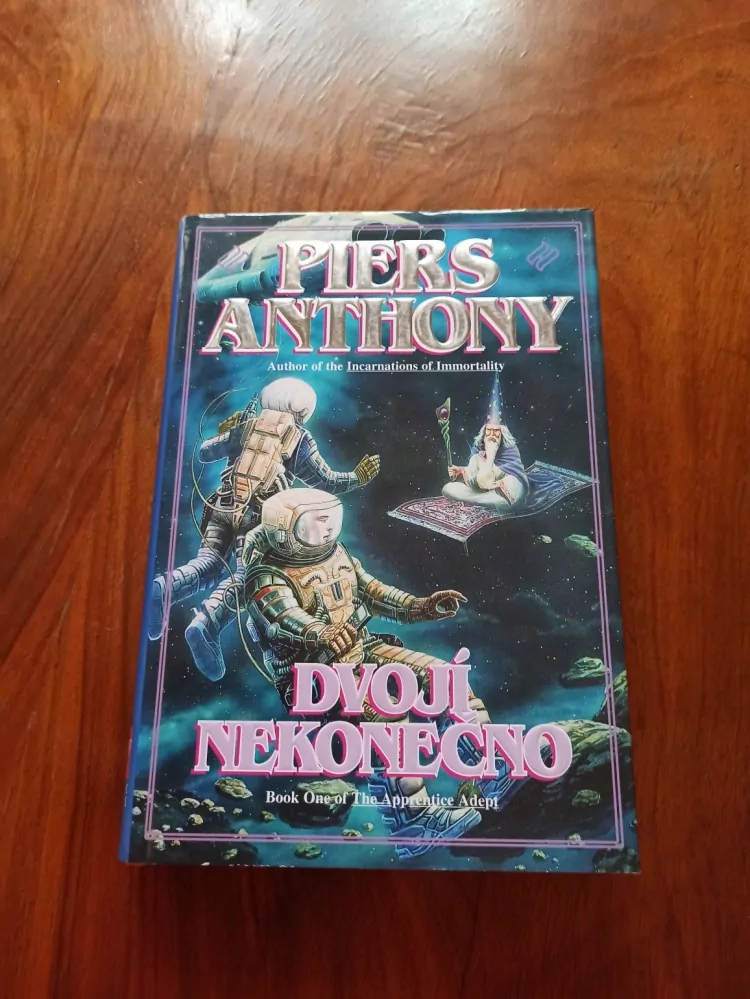 PIERS
ANTHONY
Author of the Incarnations of Immortality
DVOJÍ
NEKONEČNO
Book One of The Apprentice Adept